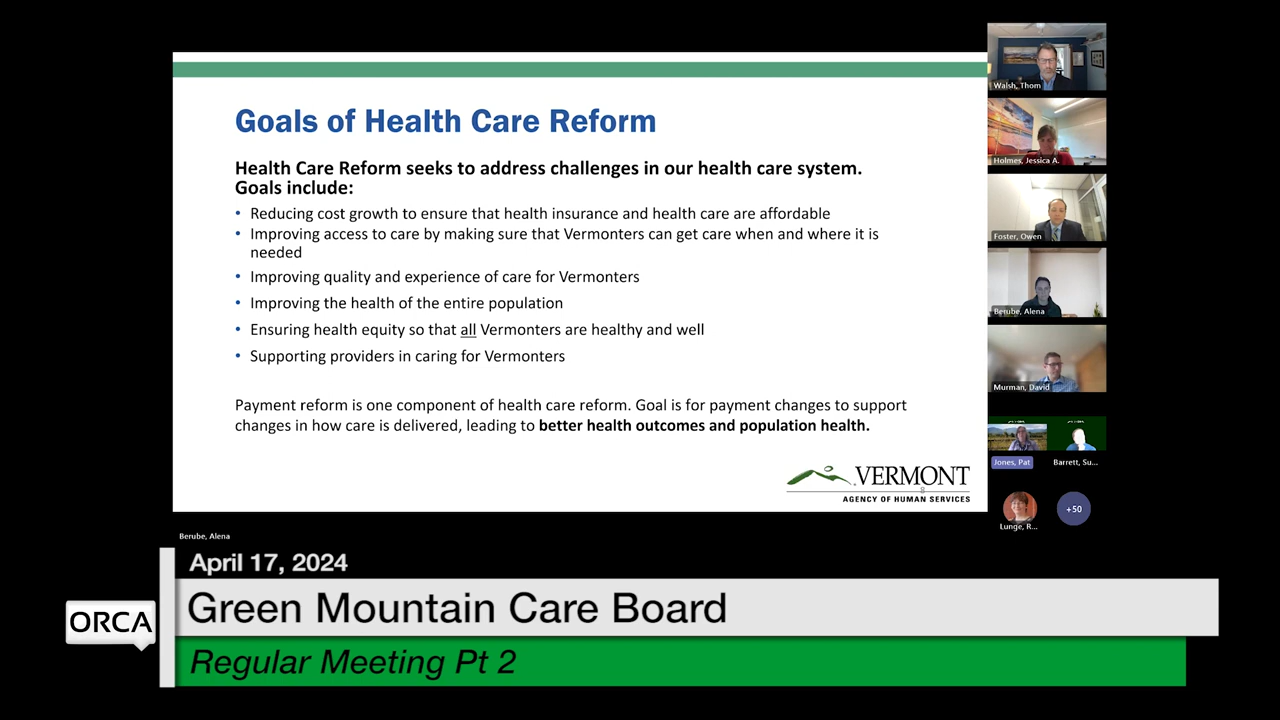 Goals of Health Care Reform
Health Care Reform seeks to address challenges in our health care system.
Goals include:
• Reducing cost growth to ensure that health insurance and health care are affordable
• Improving access to care by making sure that Vermonters can get care when and where it is
needed
• Improving quality and experience of care for Vermonters
• Improving the health of the entire population
• Ensuring health equity so that all Vermonters are healthy and well
• Supporting providers in caring for Vermonters
Payment reform is one component of health care reform. Goal is for payment changes to support
changes in how care is delivered, leading to better health outcomes and population health.
VERMONT
8
AGENCY OF HUMAN SERVICES
Walsh, Thom
Holmes, Jessica A.
Foster, Owen
Berube, Alena
Murman, David
Jones, Pat
Barrett, Su...
Lunge, R...
+50
Berube, Alena
April 17, 2024
ORCA
Green Mountain Care Board
Regular Meeting Pt 2